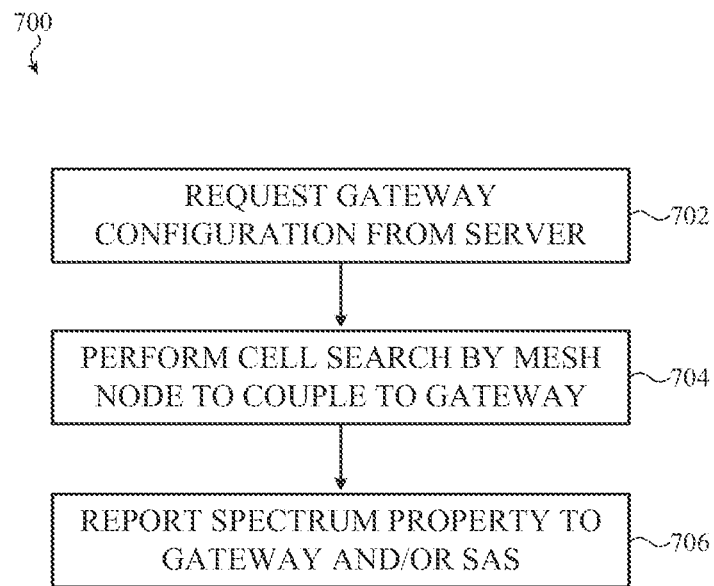 700
REQUEST GATEWAY
CONFIGURATION FROM SERVER
702
PERFORM CELL SEARCH BY MESH
NODE TO COUPLE TO GATEWAY
704
REPORT SPECTRUM PROPERTY TO
GATEWAY AND/OR SAS
706